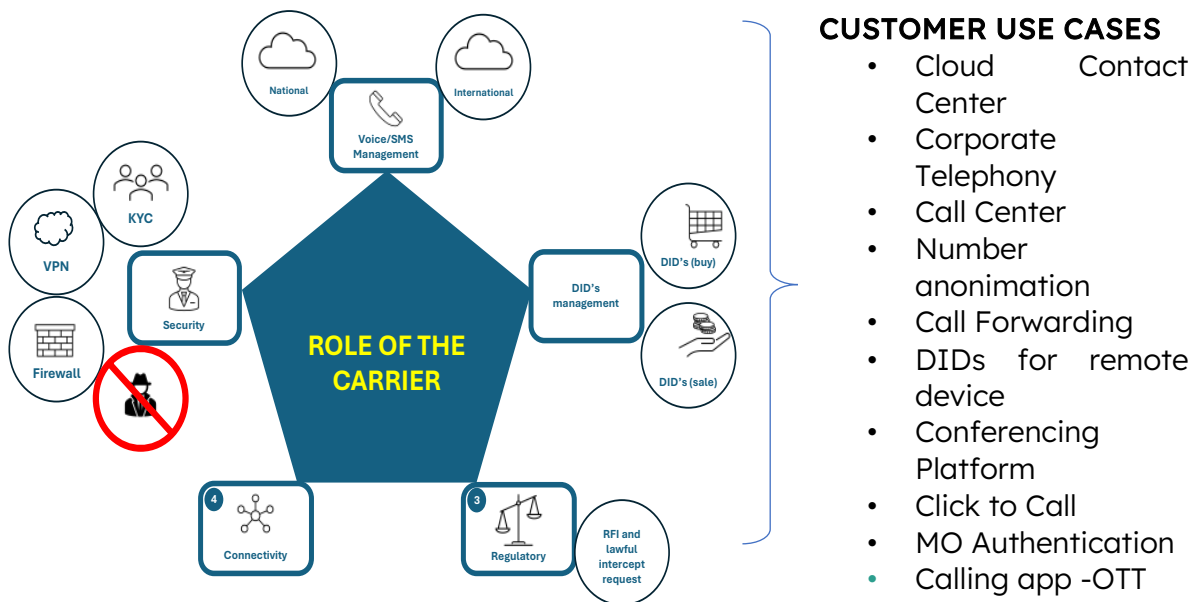 National
International
Voice/SMS
Management
KYC
VPN
Security
Firewall
DID's (buy)
DID's
management
DID's (sale)
ROLE OF THE
CARRIER
4
Connectivity
3
Regulatory
RFI and
lawful
intercept
request
CUSTOMER USE CASES
• Cloud Contact
Center
• Corporate
Telephony
• Call Center
• Number
anonimation
• Call Forwarding
• DIDs for remote
device
• Conferencing
Platform
• Click to Call
• MO Authentication
• Calling app -OTT